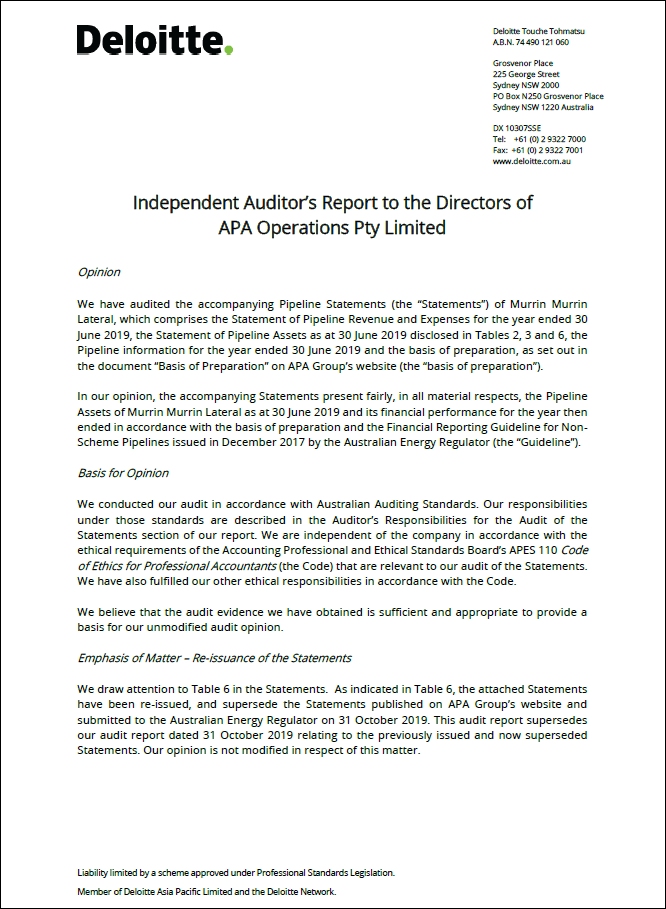 Deloitte.
Deloitte Touche Tohmatsu
A.B.N. 74 490 121 060
Grosvenor Place
225 George Street
Sydney NSW 2000
PO Box N250 Grosvenor Place
Sydney NSW 1220 Australia
DX 10307SSE
Tel: +61 (0) 2 9322 7000
Fax: +61 (0) 2 9322 7001
www.deloitte.com.au
Independent Auditor's Report to the Directors of
APA Operations Pty Limited
Opinion
We have audited the accompanying Pipeline Statements (the “Statements”) of Murrin Murrin
Lateral, which comprises the Statement of Pipeline Revenue and Expenses for the year ended 30
June 2019, the Statement of Pipeline Assets as at 30 June 2019 disclosed in Tables 2, 3 and 6, the
Pipeline information for the year ended 30 June 2019 and the basis of preparation, as set out in
the document “Basis of Preparation” on APA Group’s website (the “basis of preparation”).
In our opinion, the accompanying Statements present fairly, in all material respects, the Pipeline
Assets of Murrin Murrin Lateral as at 30 June 2019 and its financial performance for the year then
ended in accordance with the basis of preparation and the Financial Reporting Guideline for Non-
Scheme Pipelines issued in December 2017 by the Australian Energy Regulator (the “Guideline”).
Basis for Opinion
We conducted our audit in accordance with Australian Auditing Standards. Our responsibilities
under those standards are described in the Auditor’s Responsibilities for the Audit of the
Statements section of our report. We are independent of the company in accordance with the
ethical requirements of the Accounting Professional and Ethical Standards Board’s APES 110 Code
of Ethics for Professional Accountants (the Code) that are relevant to our audit of the Statements.
We have also fulfilled our other ethical responsibilities in accordance with the Code.
We believe that the audit evidence we have obtained is sufficient and appropriate to provide a
basis for our unmodified audit opinion.
Emphasis of Matter – Re-issuance of the Statements
We draw attention to Table 6 in the Statements. As indicated in Table 6, the attached Statements
have been re-issued, and supersede the Statements published on APA Group’s website and
submitted to the Australian Energy Regulator on 31 October 2019. This audit report supersedes
our audit report dated 31 October 2019 relating to the previously issued and now superseded
Statements. Our opinion is not modified in respect of this matter.
Liability limited by a scheme approved under Professional Standards Legislation.
Member of Deloitte Asia Pacific Limited and the Deloitte Network.